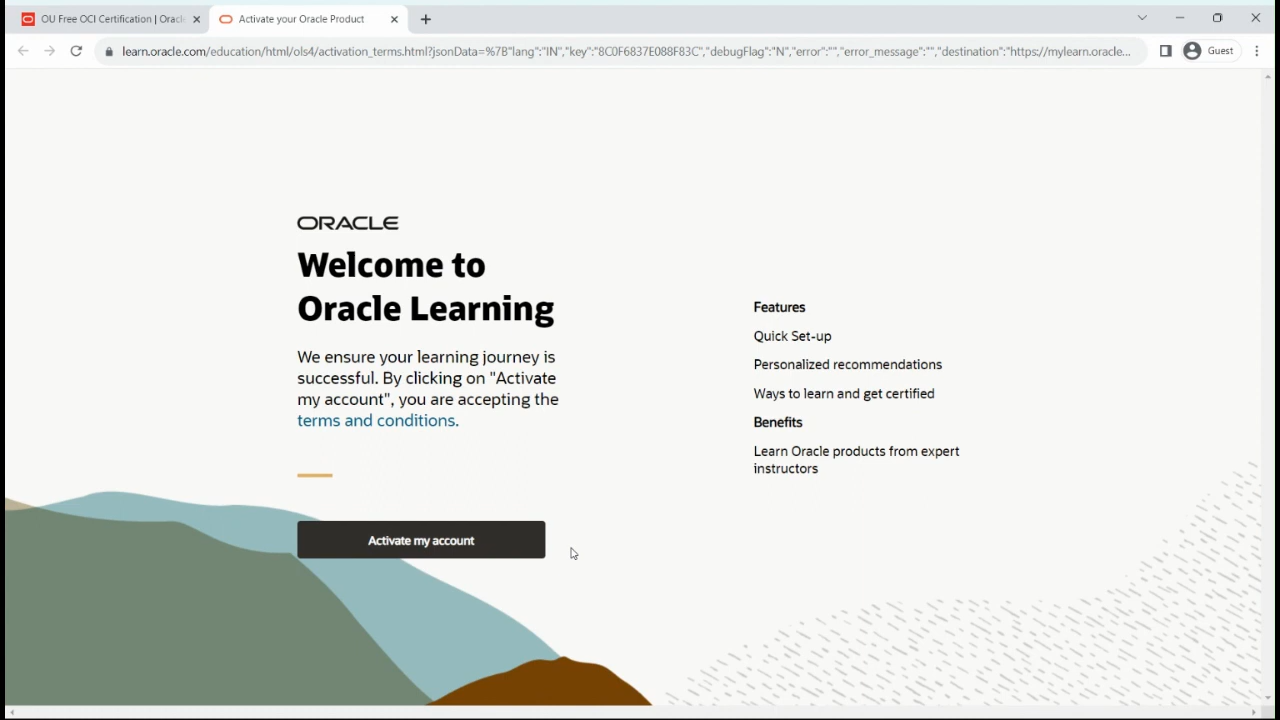 OU Free OCI Certification | Oracle
Activate your Oracle Product
learn.oracle.com/education/html/ols4/activation_terms.html?jsonData=%7B"lang":"IN","key":"8C0F6837E088F83C","debugFlag":"N","error":"","error_message":"","destination":"https://mylearn.oracle...
Guest
ORACLE
Welcome to
Oracle Learning
We ensure your learning journey is
successful. By clicking on "Activate
my account", you are accepting the
terms and conditions.
Activate my account
Features
Quick Set-up
Personalized recommendations
Ways to learn and get certified
Benefits
Learn Oracle products from expert
instructors